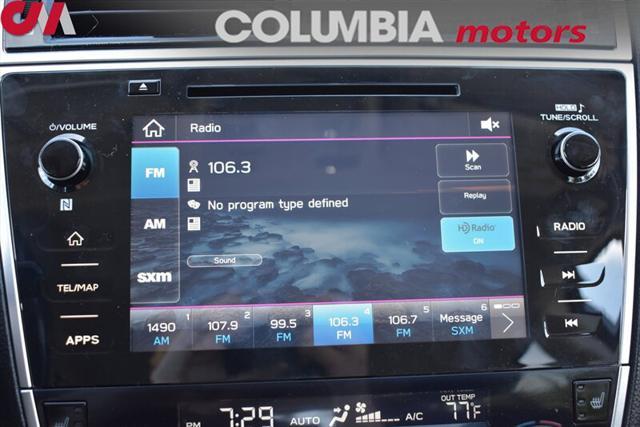 CM COLUMBIA motors
⏻/VOLUME
HOLD
TUNE/SCROLL
Radio
FM
106.3
Scan
No program type defined
Replay
AM
HD Radio
ON
RADIO
Sound
sxm
TEL/MAP
APPS
1 2 3 4 5 6
1490 107.9 99.5 106.3 106.7 Message
AM FM FM FM FM SXM
OUT TEMP
PM 7:29 AUTO A/C 77°F